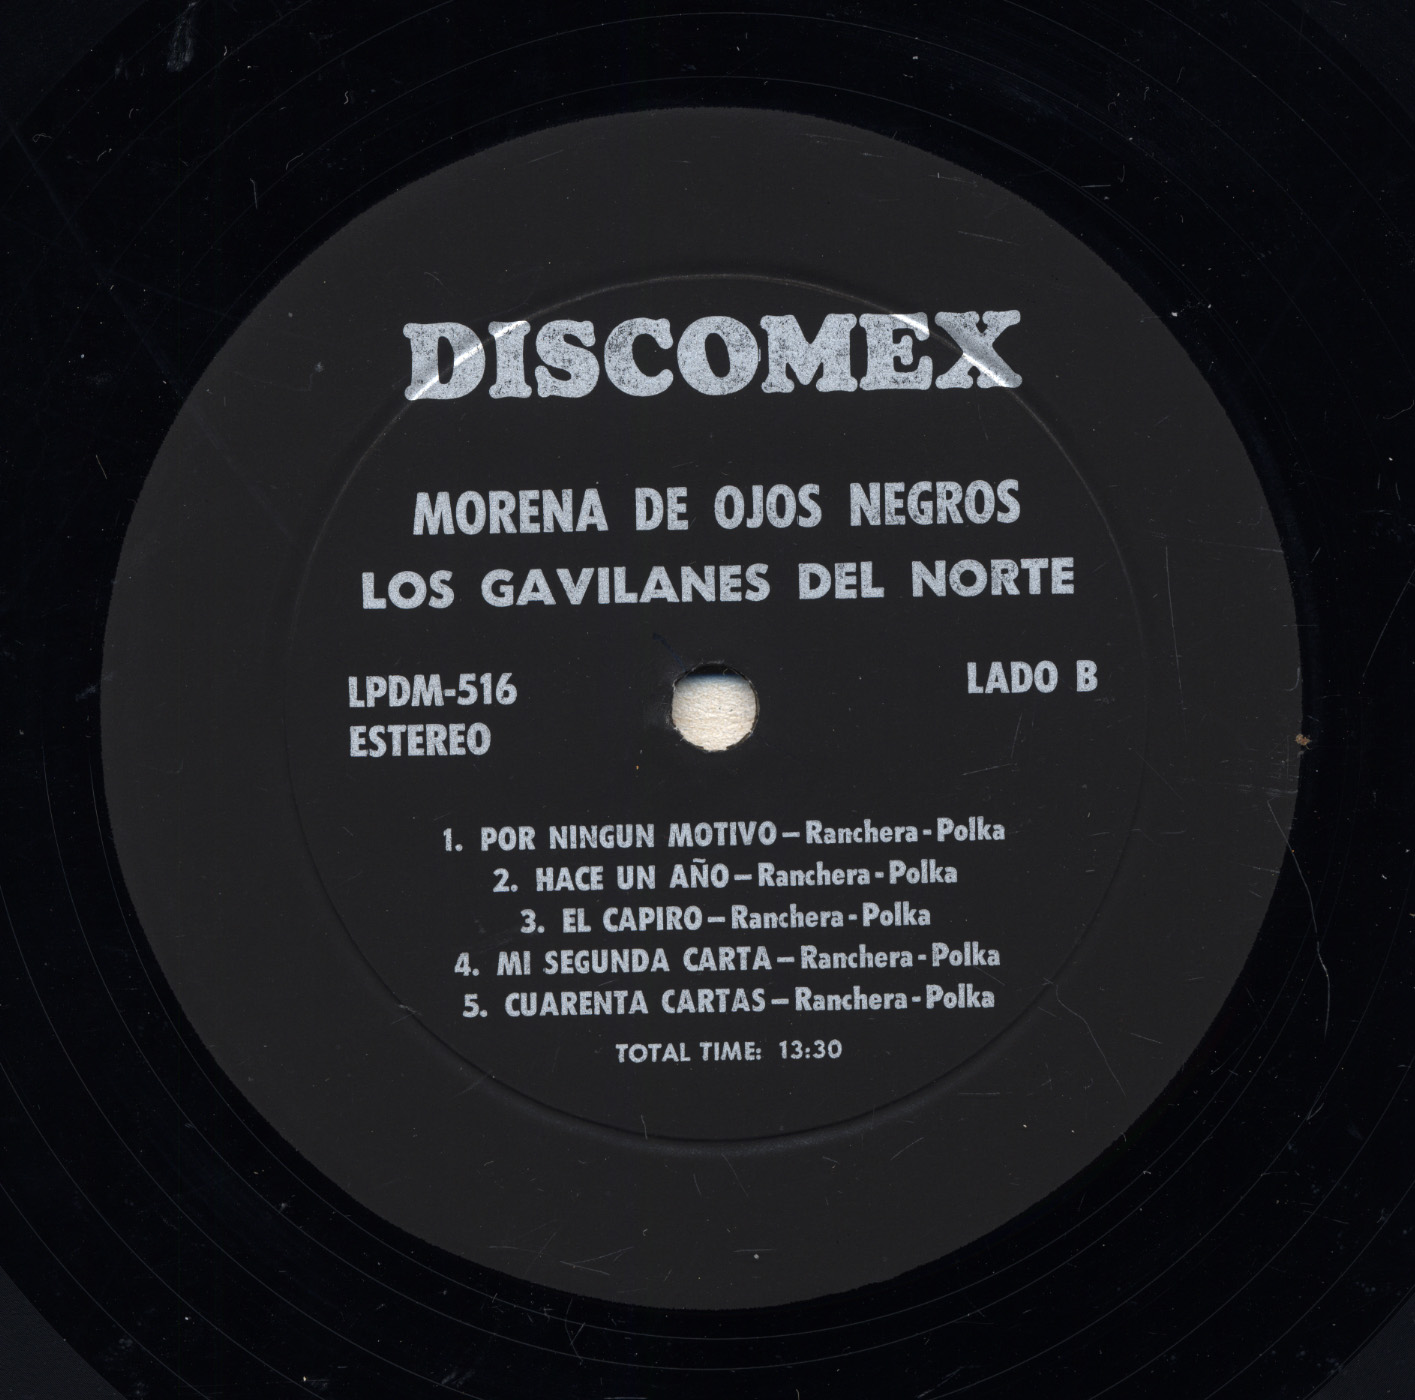 DISCOMEX
MORENA DE OJOS NEGROS
LOS GAVILANES DEL NORTE
LPDM-516
LADO B
ESTEREO
1. POR NINGUN MOTIVO—Ranchera-Polka
2. HACE UN AÑO—Ranchera-Polka
3. EL CAPIRO—Ranchera-Polka
4. MI SEGUNDA CARTA—Ranchera-Polka
5. CUARENTA CARTAS—Ranchera-Polka
TOTAL TIME: 13:30